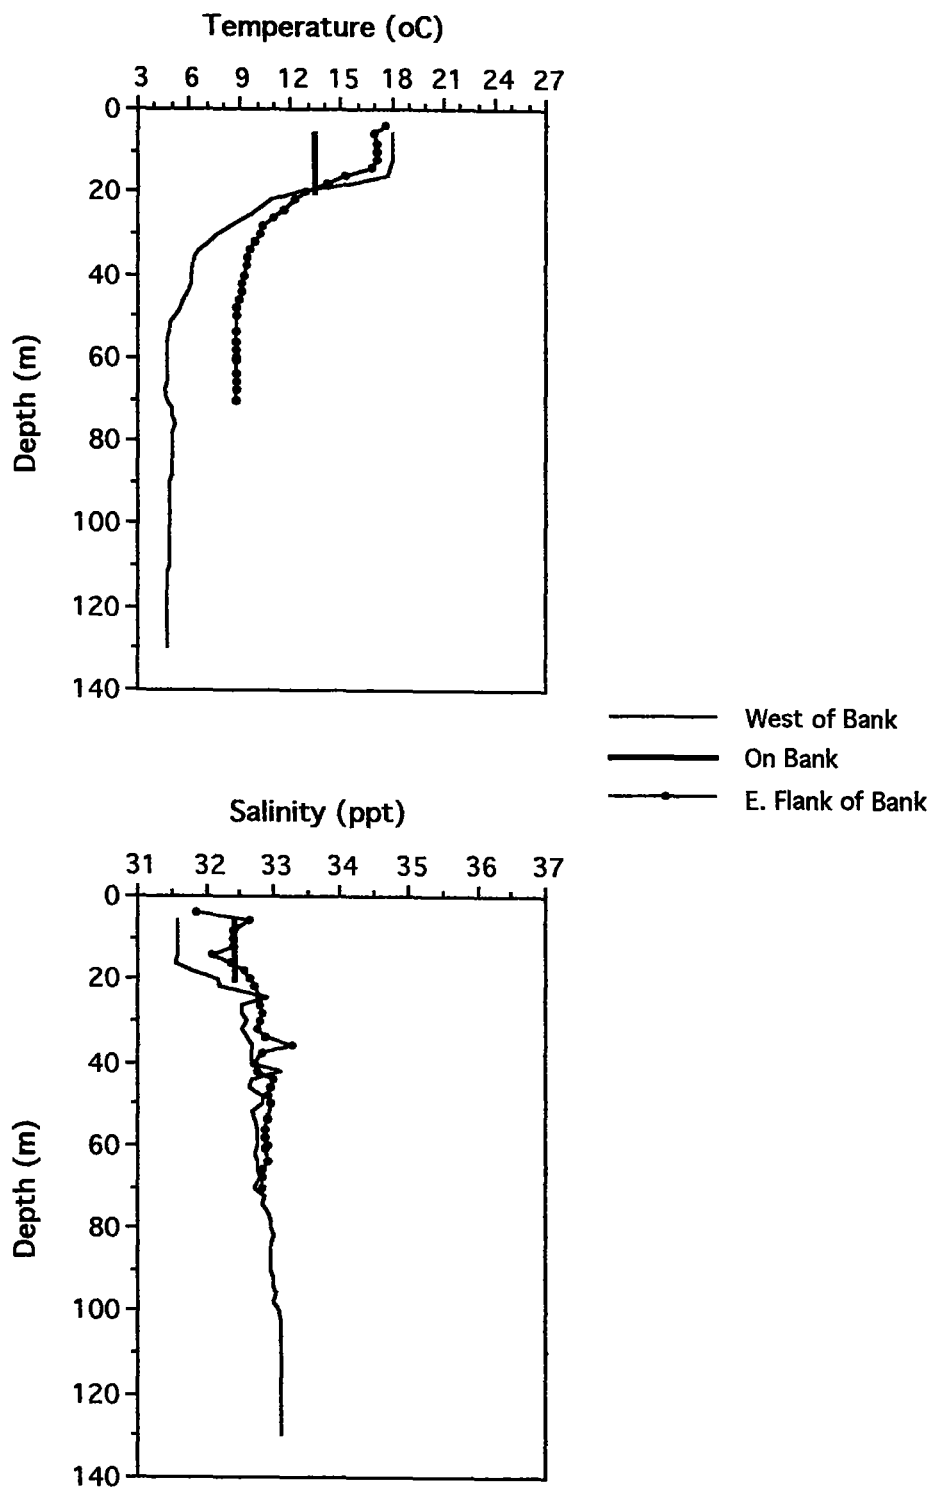 Temperature (oC)
3 6 9 12 15 18 21 24 27
0
20
40
60
80
100
120
140
Depth (m)
West of Bank
On Bank
E. Flank of Bank
Salinity (ppt)
31 32 33 34 35 36 37
0
20
40
60
80
100
120
140
Depth (m)